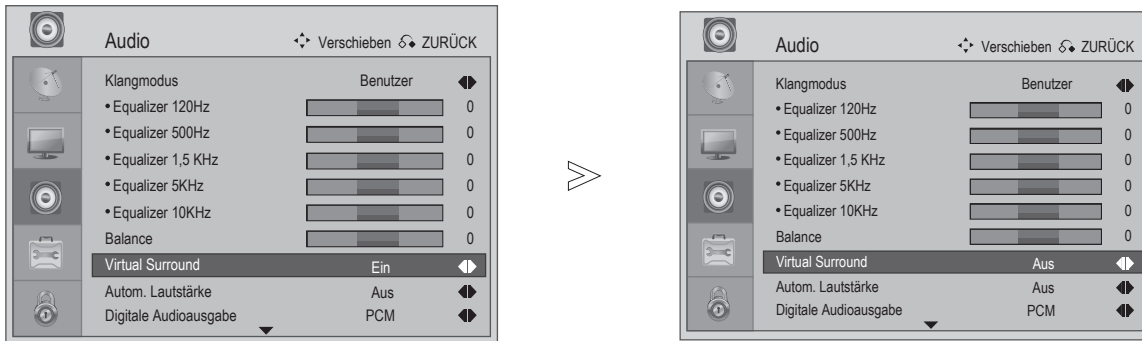 Audio Verschieben ZURÜCK
Klangmodus Benutzer
• Equalizer 120Hz 0
• Equalizer 500Hz 0
• Equalizer 1,5 KHz 0
• Equalizer 5KHz 0
• Equalizer 10KHz 0
Balance 0
Virtual Surround Ein
Autom. Lautstärke Aus
Digitale Audioausgabe PCM
Audio Verschieben ZURÜCK
Klangmodus Benutzer
• Equalizer 120Hz 0
• Equalizer 500Hz 0
• Equalizer 1,5 KHz 0
• Equalizer 5KHz 0
• Equalizer 10KHz 0
Balance 0
Virtual Surround Aus
Autom. Lautstärke Aus
Digitale Audioausgabe PCM